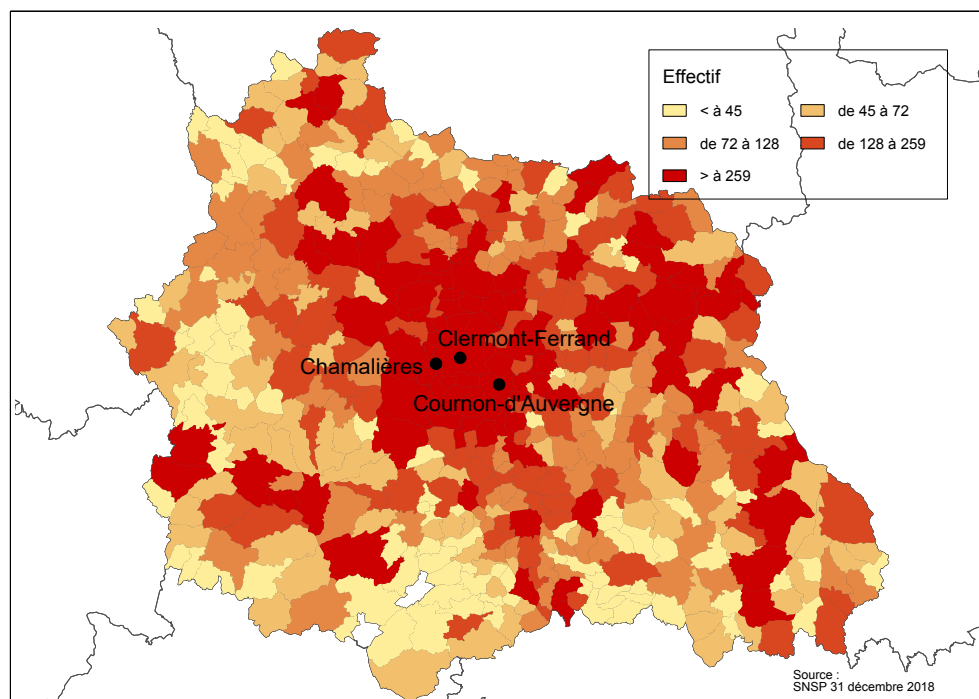 Effectif
< à 45
de 45 à 72
de 72 à 128
de 128 à 259
> à 259
Clermont-Ferrand
Chamalières
Cournon-d'Auvergne
Source :
SNSP 31 décembre 2018